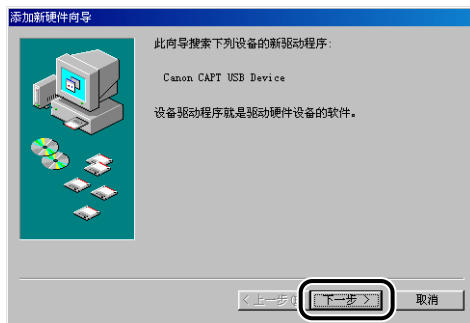 添加新硬件向导
此向导搜索下列设备的新驱动程序:
Canon CAPT USB Device
设备驱动程序就是驱动硬件设备的软件。
< 上一步
下一步 >
取消